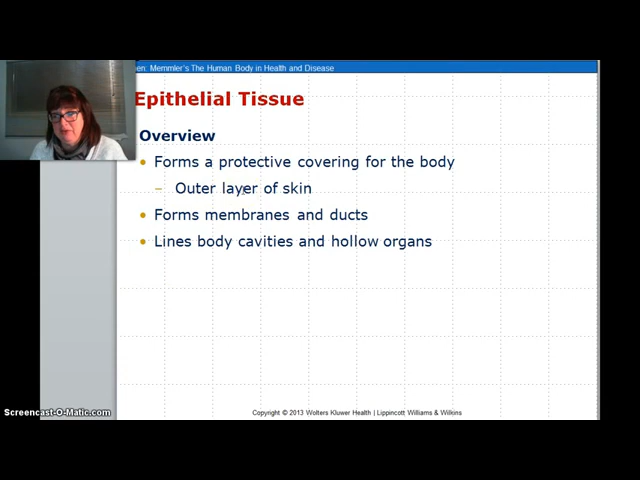 en: Memmler's The Human Body in Health and Disease
Epithelial Tissue
Overview
• Forms a protective covering for the body
– Outer layer of skin
• Forms membranes and ducts
• Lines body cavities and hollow organs
Copyright © 2013 Wolters Kluwer Health | Lippincott Williams & Wilkins
Screencast-O-Matic.com